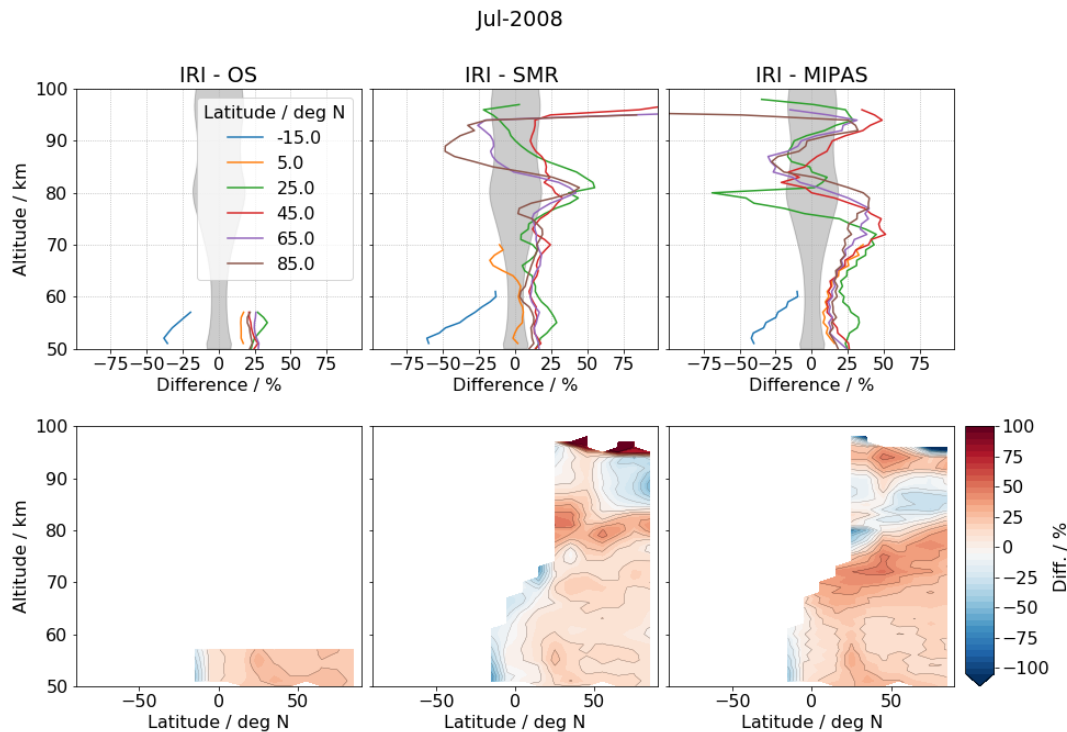 Jul-2008
IRI - OS
IRI - SMR
IRI - MIPAS
Altitude / km
100
90
80
70
60
50
Latitude / deg N
-15.0
5.0
25.0
45.0
65.0
85.0
−75 −50 −25 0 25 50 75
−75 −50 −25 0 25 50 75
−75 −50 −25 0 25 50 75
Difference / %
Difference / %
Difference / %
Altitude / km
100
90
80
70
60
50
−50 0 50
−50 0 50
−50 0 50
Latitude / deg N
Latitude / deg N
Latitude / deg N
100
75
50
25
0
−25
−50
−75
−100
Diff. / %